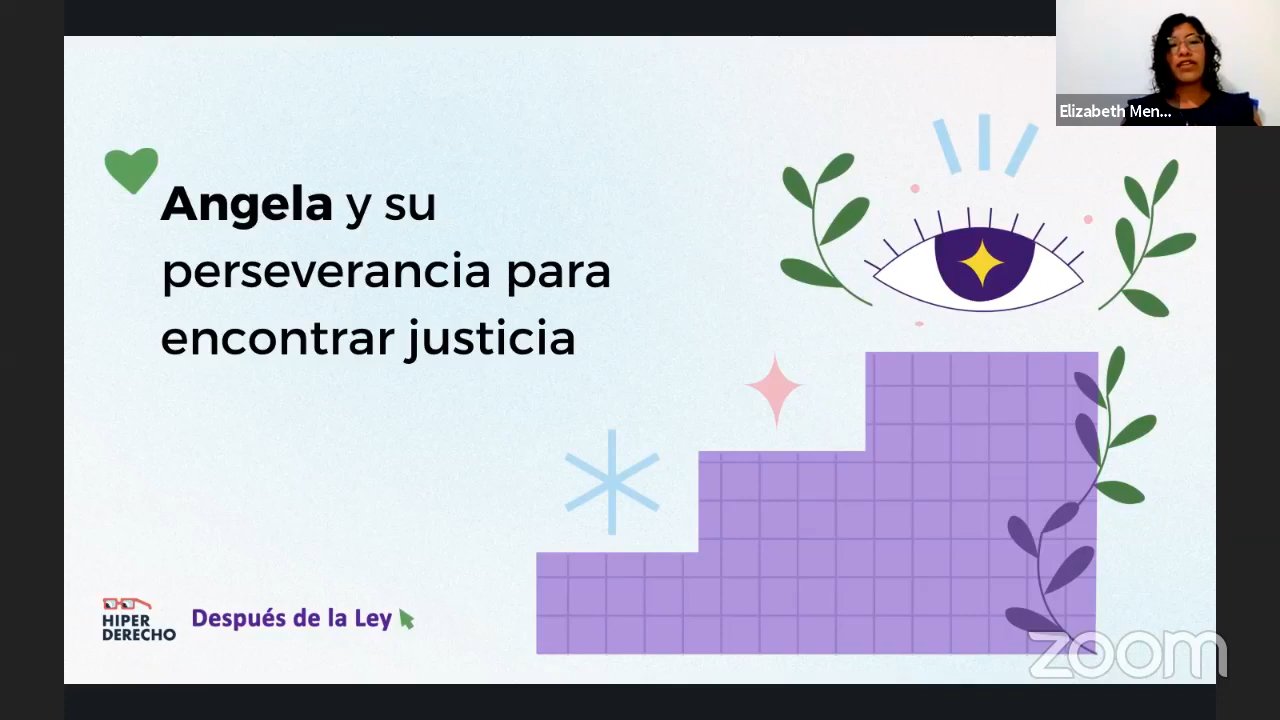 Elizabeth Men...
Angela y su
perseverancia para
encontrar justicia
HIPER
DERECHO
Después de la Ley
zoom